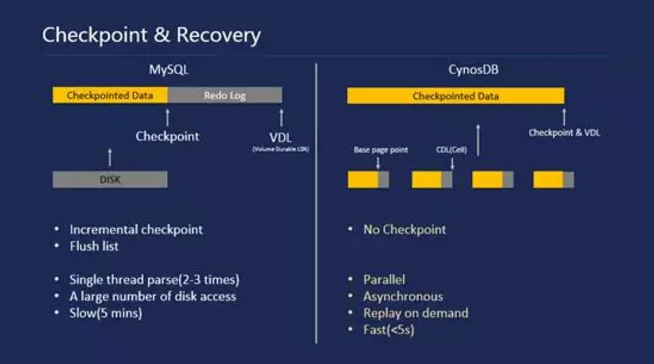 Checkpoint & Recovery
MySQL
Checkpointed Data
Redo Log
Checkpoint
VDL
(Volume Durable LSN)
DISK
Incremental checkpoint
Flush list
Single thread parse(2-3 times)
A large number of disk access
Slow(5 mins)
CynosDB
Checkpointed Data
Checkpoint & VDL
Base page point
CDL(Cell)
No Checkpoint
Parallel
Asynchronous
Replay on demand
Fast(<5s)